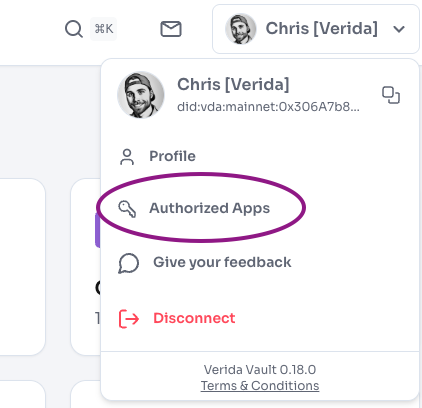 ⌘K
Chris [Verida]
Chris [Verida]
did:vda:mainnet:0x306A7b8...
Profile
Authorized Apps
Give your feedback
Disconnect
Verida Vault 0.18.0
Terms & Conditions